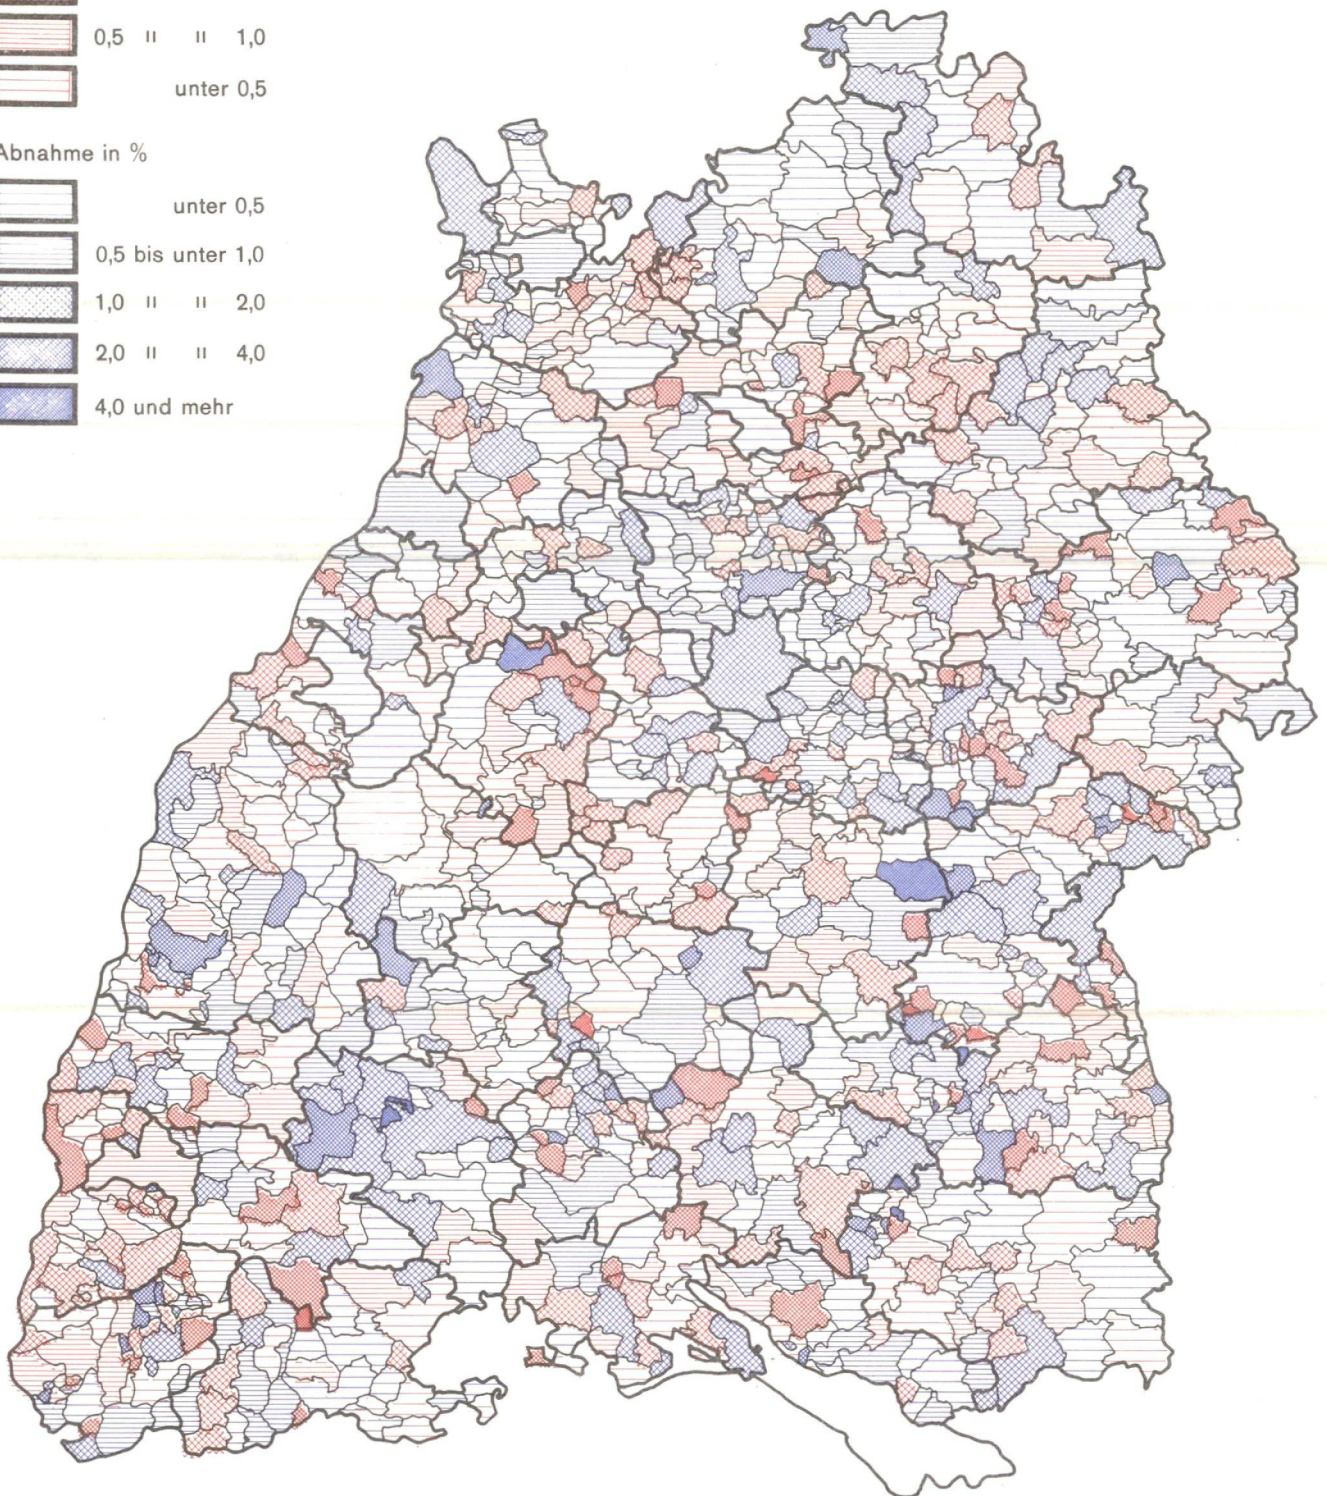 0,5 " " 1,0
unter 0,5
Abnahme in %
unter 0,5
0,5 bis unter 1,0
1,0 " " 2,0
2,0 " " 4,0
4,0 und mehr